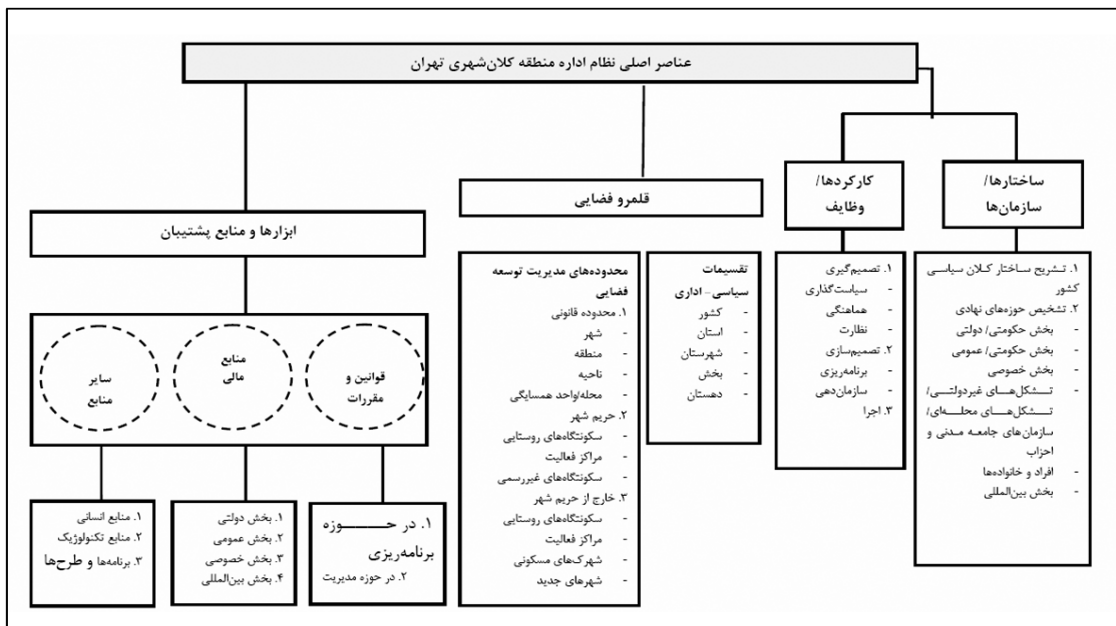 عناصر اصلی نظام اداره منطقه کلان‌شهری تهران
ساختارها/
سازمان‌ها
۱. تشریح ساختار کلان سیاسی
کشور
۲. تشخیص حوزه‌های نهادی
- بخش حکومتی/ دولتی
- بخش حکومتی/ عمومی
- بخش خصوصی
- تشکل‌های غیردولتی/
- تشکل‌های محله‌ای/
سازمان‌های جامعه مدنی و
احزاب
- افراد و خانواده‌ها
- بخش بین‌المللی
کارکردها/
وظایف
۱. تصمیم‌گیری
- سیاست‌گذاری
- هماهنگی
- نظارت
۲. تصمیم‌سازی
- برنامه‌ریزی
- سازمان‌دهی
۳. اجرا
قلمرو فضایی
تقسیمات
سیاسی- اداری
- کشور
- استان
- شهرستان
- بخش
- دهستان
محدوده‌های مدیریت توسعه
فضایی
۱. محدوده قانونی
- شهر
- منطقه
- ناحیه
- محله/واحد همسایگی
۲. حریم شهر
- سکونتگاه‌های روستایی
- مراکز فعالیت
- سکونتگاه‌های غیررسمی
۳. خارج از حریم شهر
- سکونتگاه‌های روستایی
- مراکز فعالیت
- شهرک‌های مسکونی
- شهرهای جدید
ابزارها و منابع پشتیبان
قوانین و
مقررات
منابع
مالی
سایر
منابع
۱. در حوزه
برنامه‌ریزی
۲. در حوزه مدیریت
۱. بخش دولتی
۲. بخش عمومی
۳. بخش خصوصی
۴. بخش بین‌المللی
۱. منابع انسانی
۲. منابع تکنولوژیک
۳. برنامه‌ها و طرح‌ها